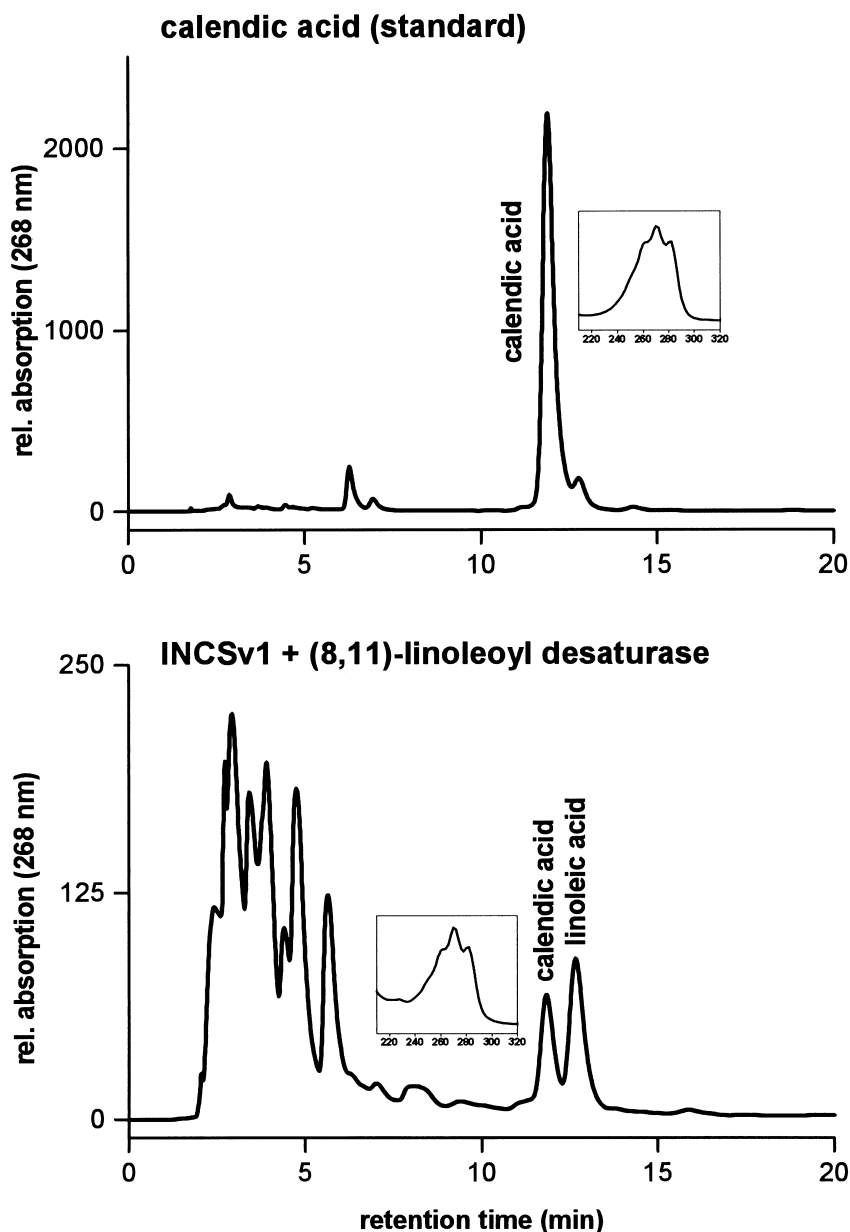 calendic acid (standard)
rel. absorption (268 nm)
2000
1000
0
calendic acid
220 240 260 280 300 320
0 5 10 15 20
INCSv1 + (8,11)-linoleoyl desaturase
rel. absorption (268 nm)
250
125
0
220 240 260 280 300 320
calendic acid
linoleic acid
0 5 10 15 20
retention time (min)